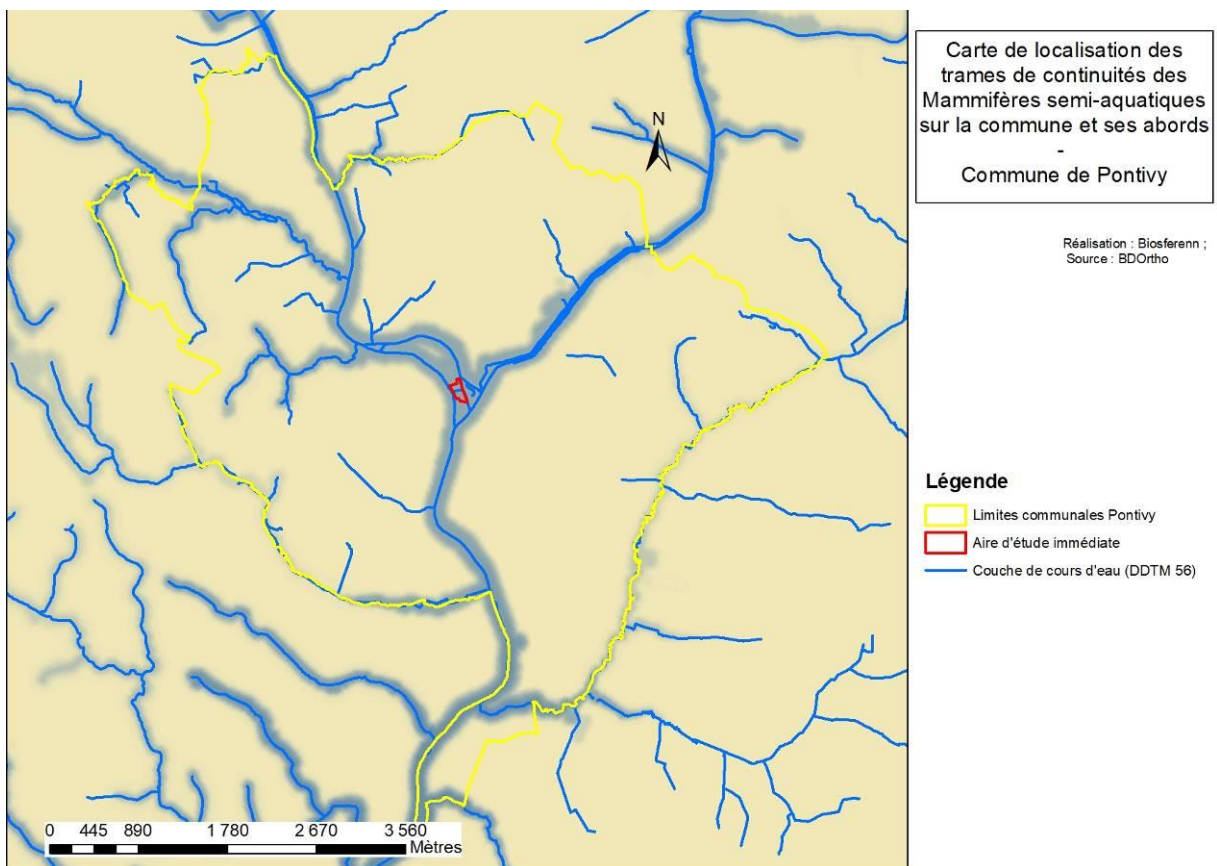 Carte de localisation des
trames de continuités des
Mammifères semi-aquatiques
sur la commune et ses abords
-
Commune de Pontivy
N
Réalisation : Biosferenn ;
Source : BDOrtho
Légende
Limites communales Pontivy
Aire d'étude immédiate
Couche de cours d'eau (DDTM 56)
0 445 890 1 780 2 670 3 560
Mètres